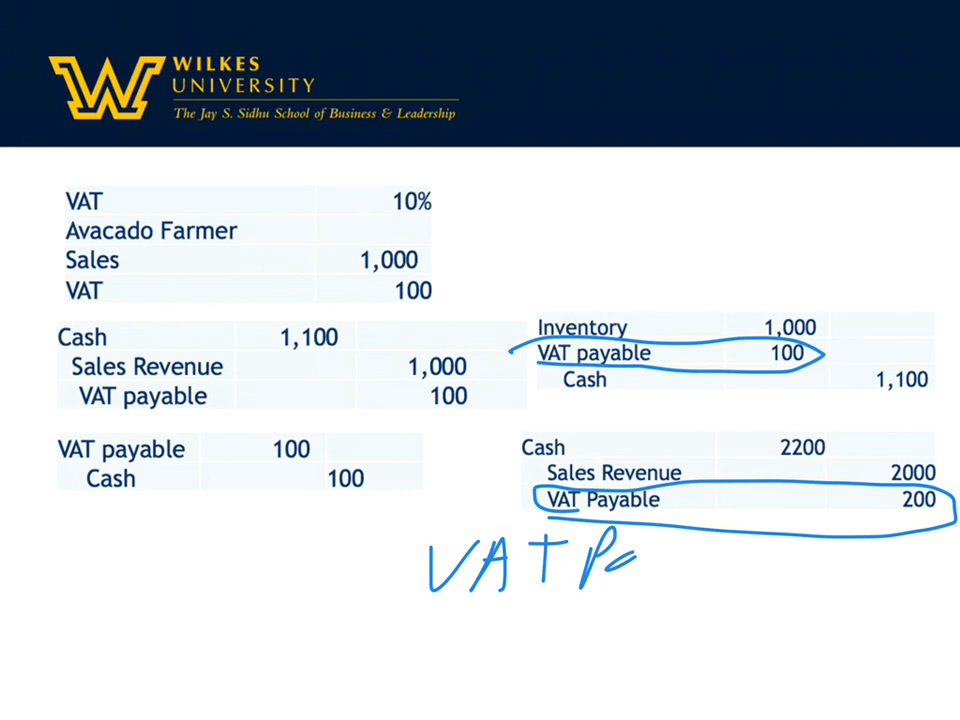 WILKES
UNIVERSITY
The Jay S. Sidhu School of Business & Leadership
VAT 10%
Avacado Farmer
Sales 1,000
VAT 100
Cash 1,100
Sales Revenue 1,000
VAT payable 100
VAT payable 100
Cash 100
Inventory 1,000
VAT payable 100
Cash 1,100
Cash 2200
Sales Revenue 2000
VAT Payable 200
VAT Pa